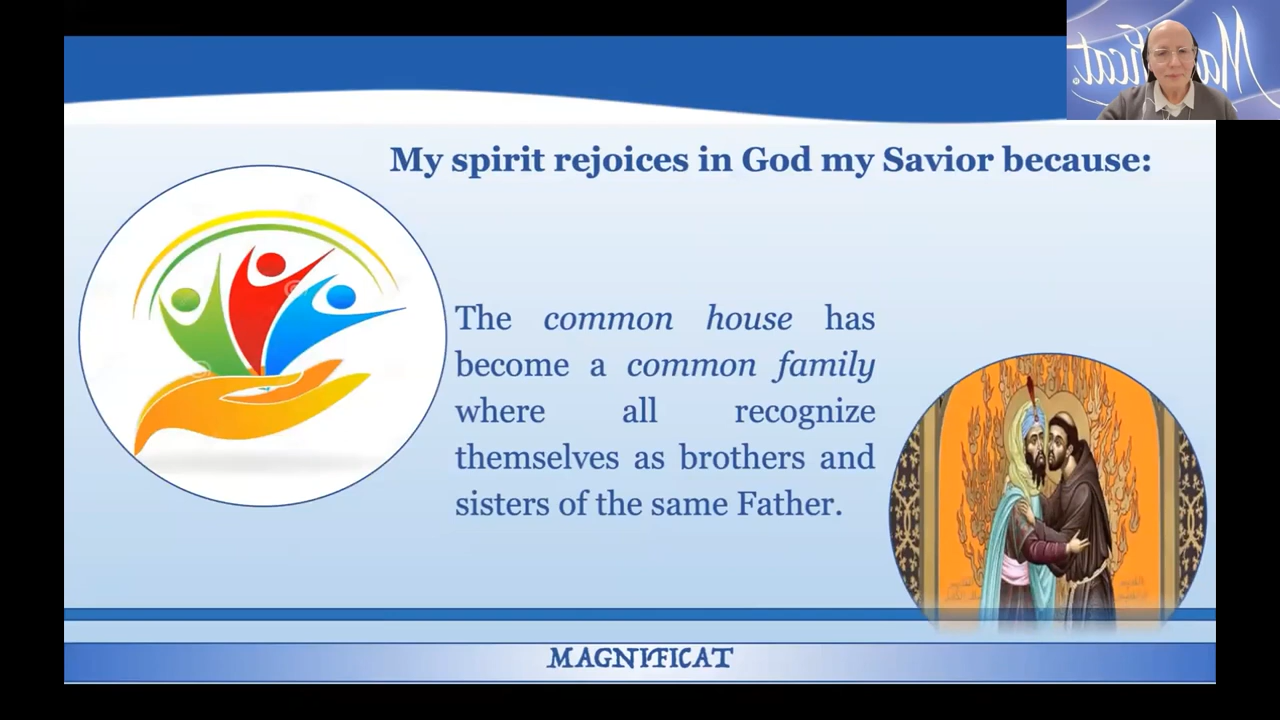 My spirit rejoices in God my Savior because:
The common house has
become a common family
where all recognize
themselves as brothers and
sisters of the same Father.
MAGNIFICAT